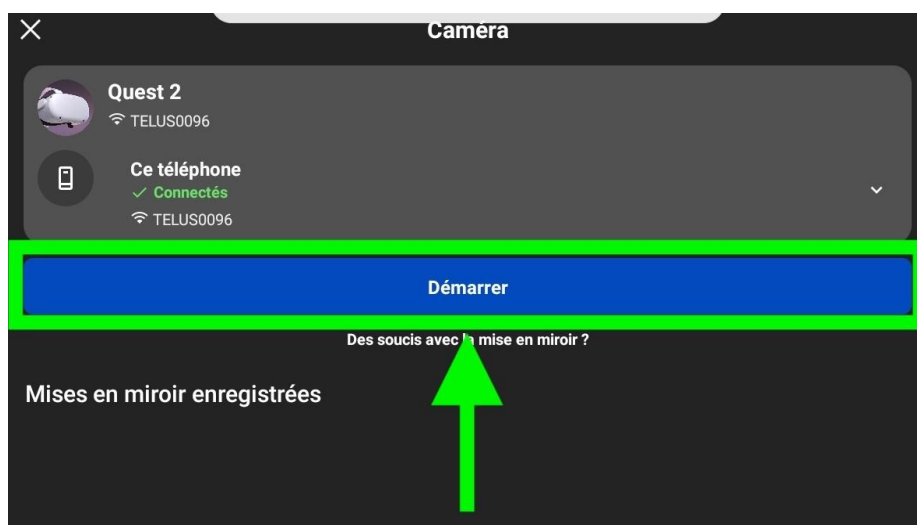 Caméra
Quest 2
TELUS0096
Ce téléphone
Connectés
TELUS0096
Démarrer
Des soucis avec la mise en miroir ?
Mises en miroir enregistrées